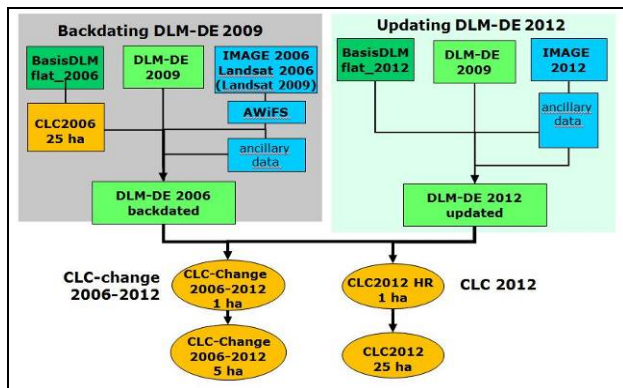 Backdating DLM-DE 2009
BasisDLM
flat_2006
DLM-DE
2009
IMAGE 2006
Landsat 2006
(Landsat 2009)
CLC2006
25 ha
AWiFS
ancillary
data
DLM-DE 2006
backdated
Updating DLM-DE 2012
BasisDLM
flat_2012
DLM-DE
2009
IMAGE
2012
ancillary
data
DLM-DE 2012
updated
CLC-change
2006-2012
CLC-Change
2006-2012
1 ha
CLC-Change
2006-2012
5 ha
CLC2012 HR
1 ha
CLC 2012
CLC2012
25 ha